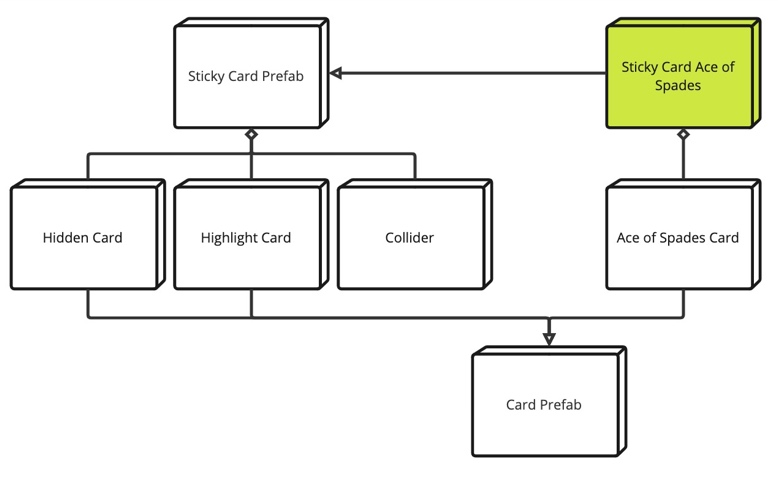 Sticky Card Prefab
Sticky Card Ace of
Spades
Hidden Card
Highlight Card
Collider
Ace of Spades Card
Card Prefab